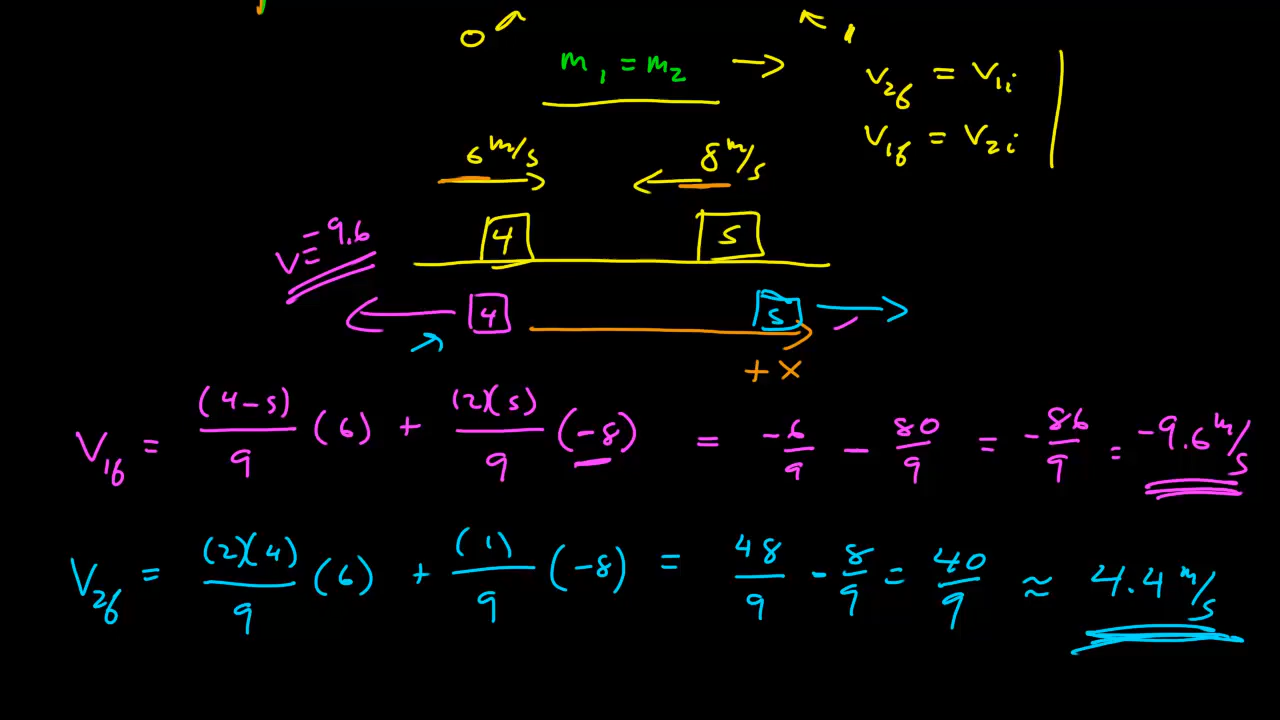 m₁ = m₂ →
v₂f = v₁ᵢ
v₁f = v₂ᵢ
6 m/s 8 m/s
v = 9.6
4 5
4 5
+ x
V₁f = (4-5)/9 (6) + (2)(5)/9 (-8) = -6/9 - 80/9 = -86/9 = -9.6 m/s
V₂f = (2)(4)/9 (6) + (1)/9 (-8) = 48/9 - 8/9 = 40/9 ≈ 4.4 m/s